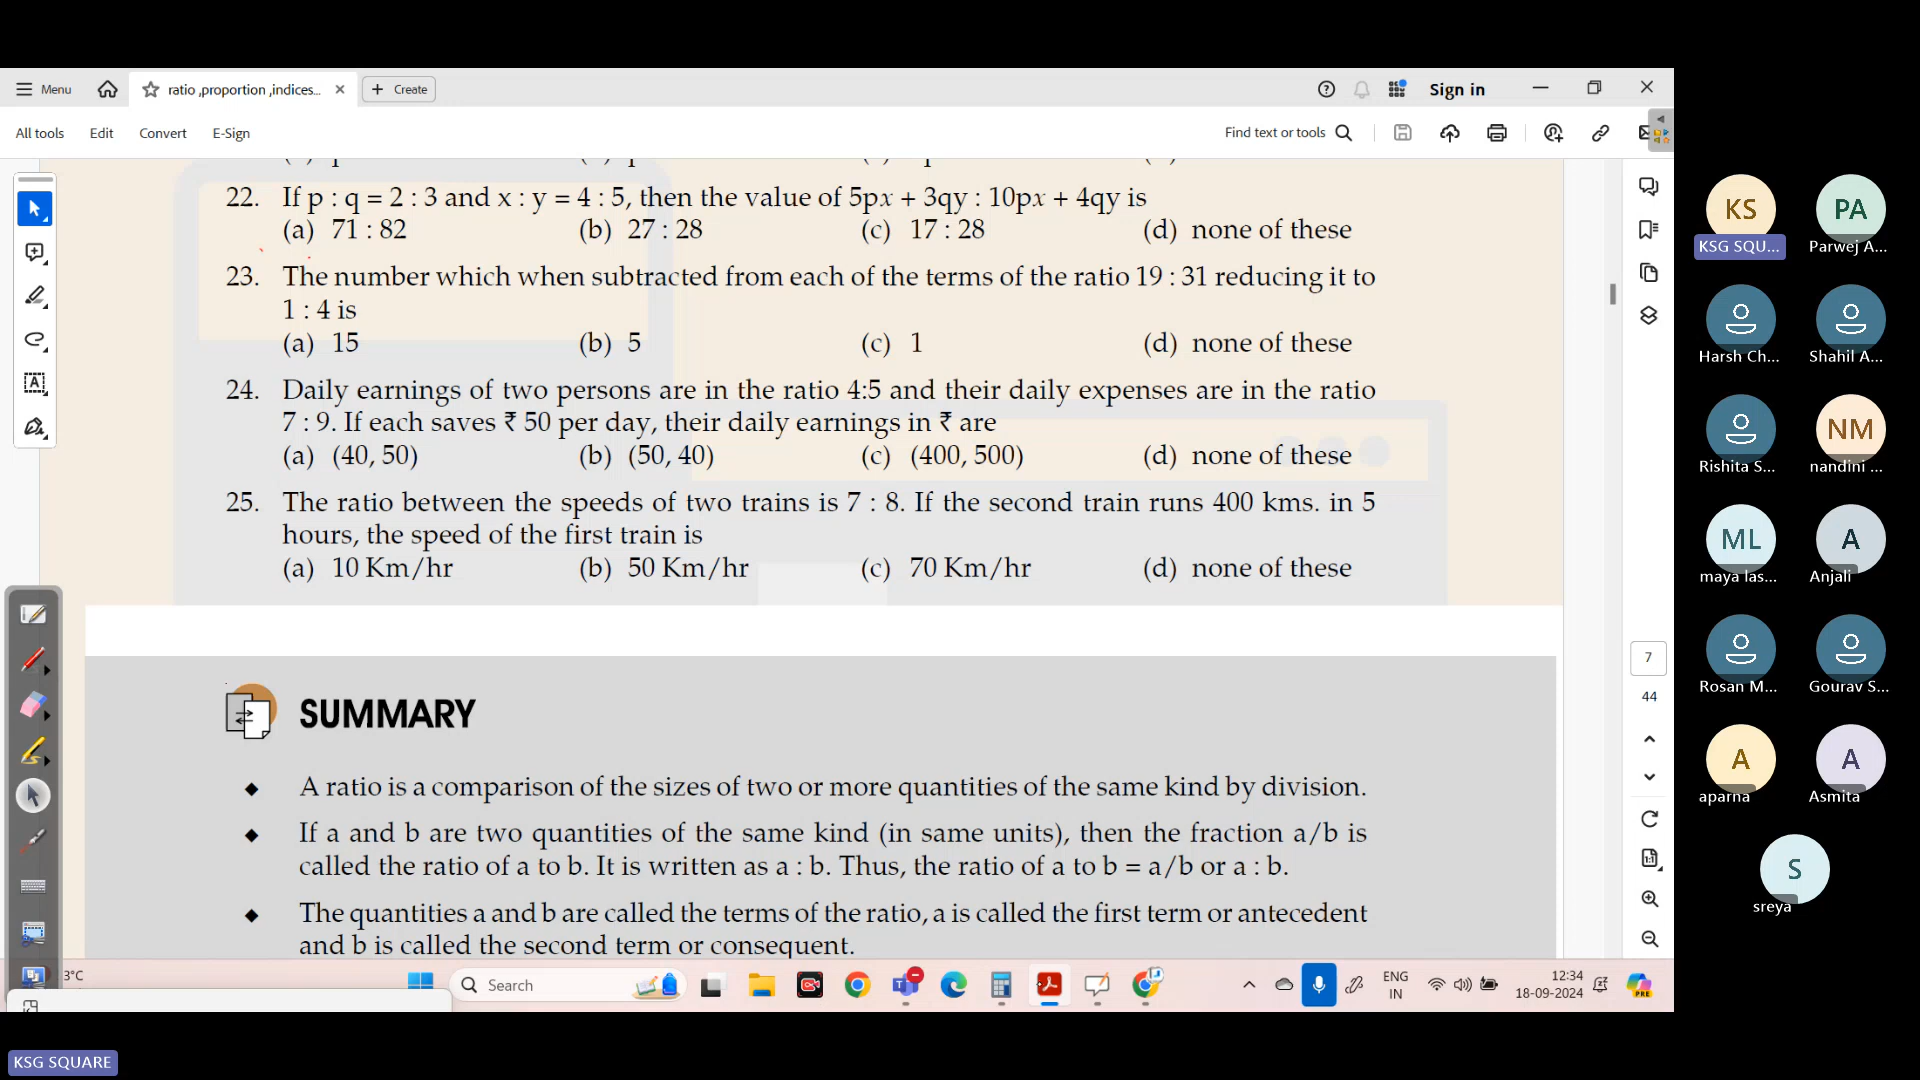 Menu
ratio ,proportion ,indices...
Create
Sign in
All tools
Edit
Convert
E-Sign
Find text or tools
22. If p : q = 2 : 3 and x : y = 4 : 5, then the value of 5px + 3qy : 10px + 4qy is
(a) 71 : 82 (b) 27 : 28 (c) 17 : 28 (d) none of these
23. The number which when subtracted from each of the terms of the ratio 19 : 31 reducing it to
1 : 4 is
(a) 15 (b) 5 (c) 1 (d) none of these
24. Daily earnings of two persons are in the ratio 4:5 and their daily expenses are in the ratio
7 : 9. If each saves ₹ 50 per day, their daily earnings in ₹ are
(a) (40, 50) (b) (50, 40) (c) (400, 500) (d) none of these
25. The ratio between the speeds of two trains is 7 : 8. If the second train runs 400 kms. in 5
hours, the speed of the first train is
(a) 10 Km/hr (b) 50 Km/hr (c) 70 Km/hr (d) none of these
SUMMARY
◆ A ratio is a comparison of the sizes of two or more quantities of the same kind by division.
◆ If a and b are two quantities of the same kind (in same units), then the fraction a/b is
called the ratio of a to b. It is written as a : b. Thus, the ratio of a to b = a/b or a : b.
◆ The quantities a and b are called the terms of the ratio, a is called the first term or antecedent
and b is called the second term or consequent.
7
44
3°C
Search
ENG
IN
12:34
18-09-2024
PRE
KS
KSG SQU...
PA
Parwej A...
Harsh Ch...
Shahil A...
Rishita S...
NM
nandini ...
ML
maya las...
A
Anjali
Rosan M...
Gourav S...
A
aparna
A
Asmita
S
sreya
KSG SQUARE